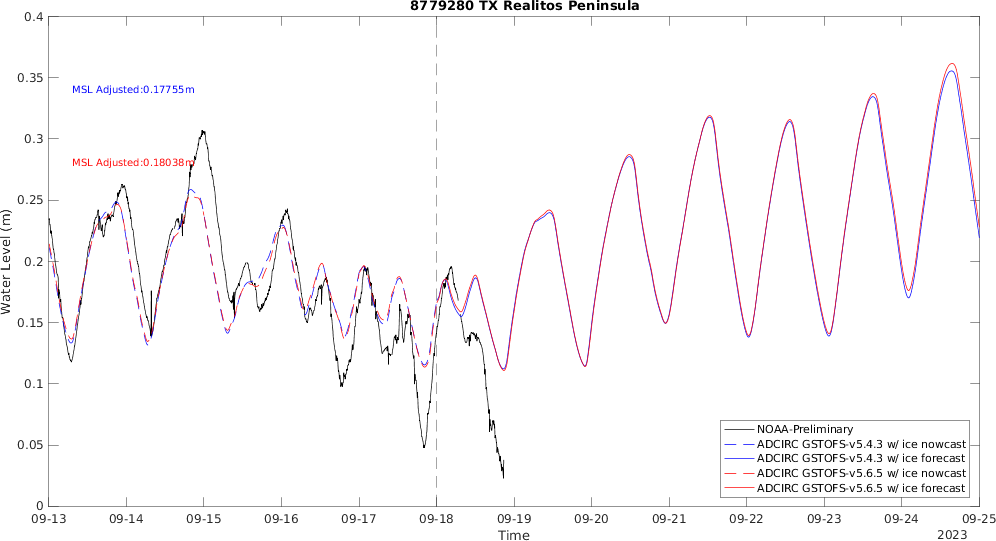 8779280 TX Realitos Peninsula
0.4
0.35
0.3
0.25
0.2
0.15
0.1
0.05
0
Water Level (m)
MSL Adjusted:0.17755m
MSL Adjusted:0.18038m
NOAA-Preliminary
ADCIRC GSTOFS-v5.4.3 w/ ice nowcast
ADCIRC GSTOFS-v5.4.3 w/ ice forecast
ADCIRC GSTOFS-v5.6.5 w/ ice nowcast
ADCIRC GSTOFS-v5.6.5 w/ ice forecast
09-13 09-14 09-15 09-16 09-17 09-18 09-19 09-20 09-21 09-22 09-23 09-24 09-25
Time
2023